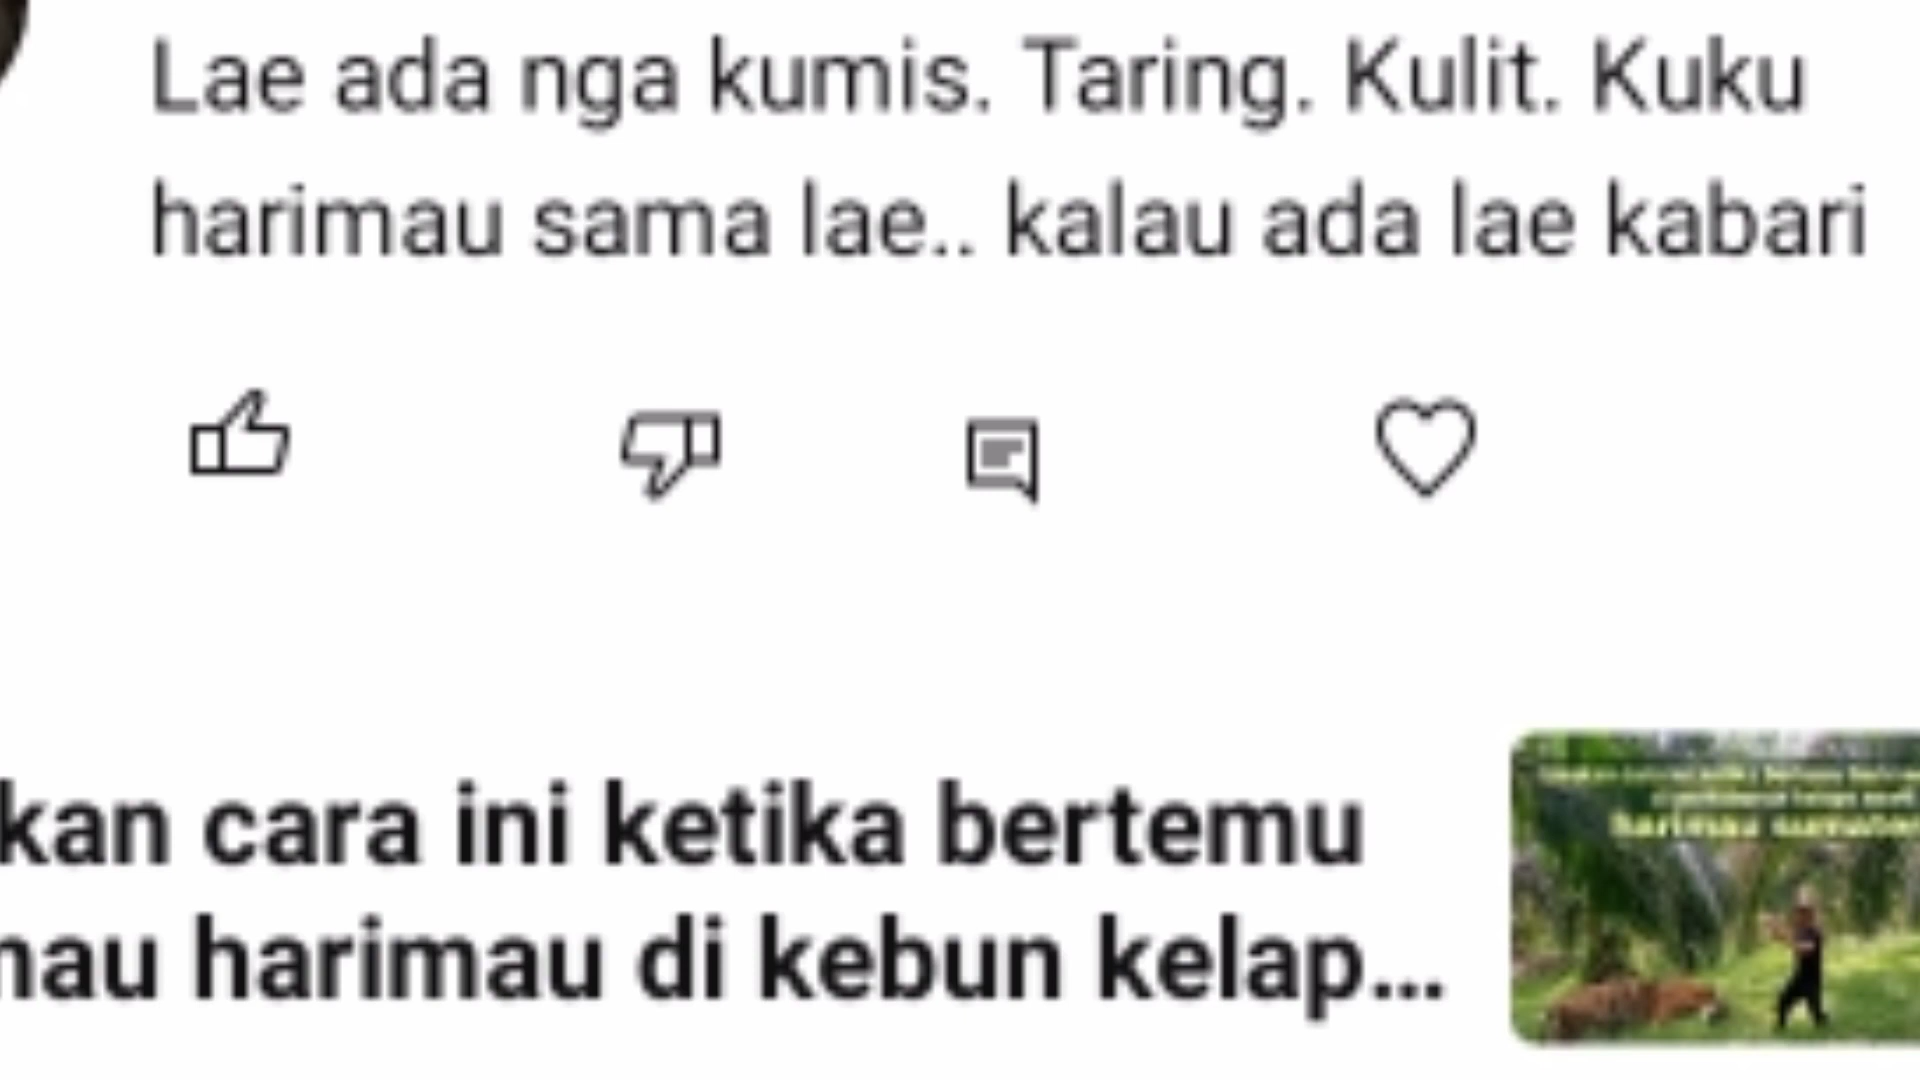 Lae ada nga kumis. Taring. Kulit. Kuku
harimau sama lae.. kalau ada lae kabari
kan cara ini ketika bertemu
mau harimau di kebun kelap...
harimau